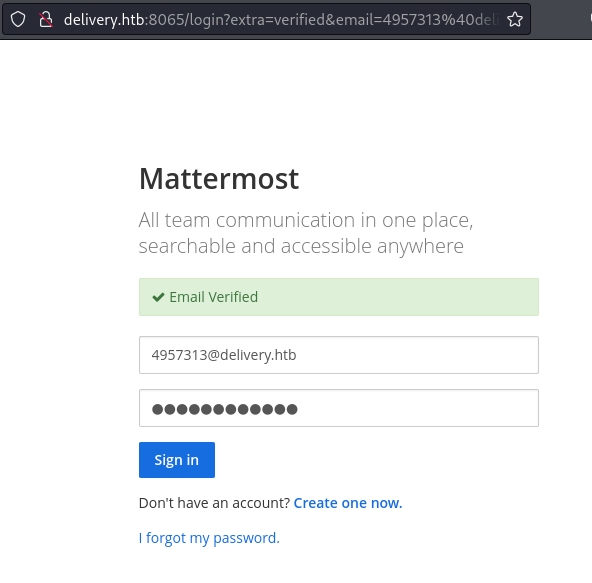 delivery.htb:8065/login?extra=verified&email=4957313%40del
Mattermost
All team communication in one place,
searchable and accessible anywhere
Email Verified
4957313@delivery.htb
Sign in
Don't have an account? Create one now.
I forgot my password.